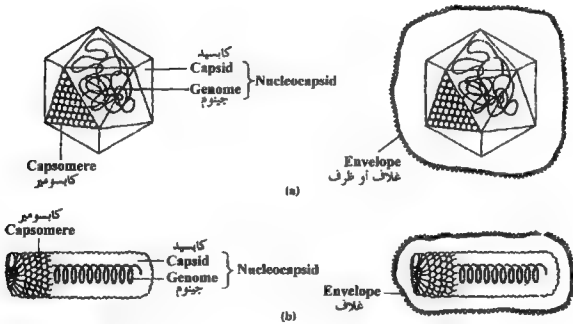 كابسيد
Capsid
Genome
جينوم
Nucleocapsid
Capsomere
كابسومير
Envelope
غلاف أو ظرف
(a)
كابسومير
Capsomere
كابسيد
Capsid
Genome
جينوم
Nucleocapsid
Envelope
غلاف
(b)